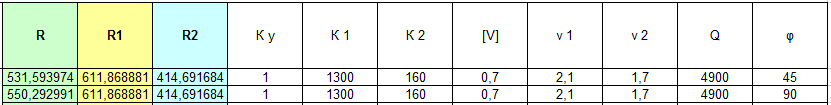 R R1 R2 K y K 1 K 2 [V] v 1 v 2 Q φ
531,593974 611,868881 414,691684 1 1300 160 0,7 2,1 1,7 4900 45
550,292991 611,868881 414,691684 1 1300 160 0,7 2,1 1,7 4900 90